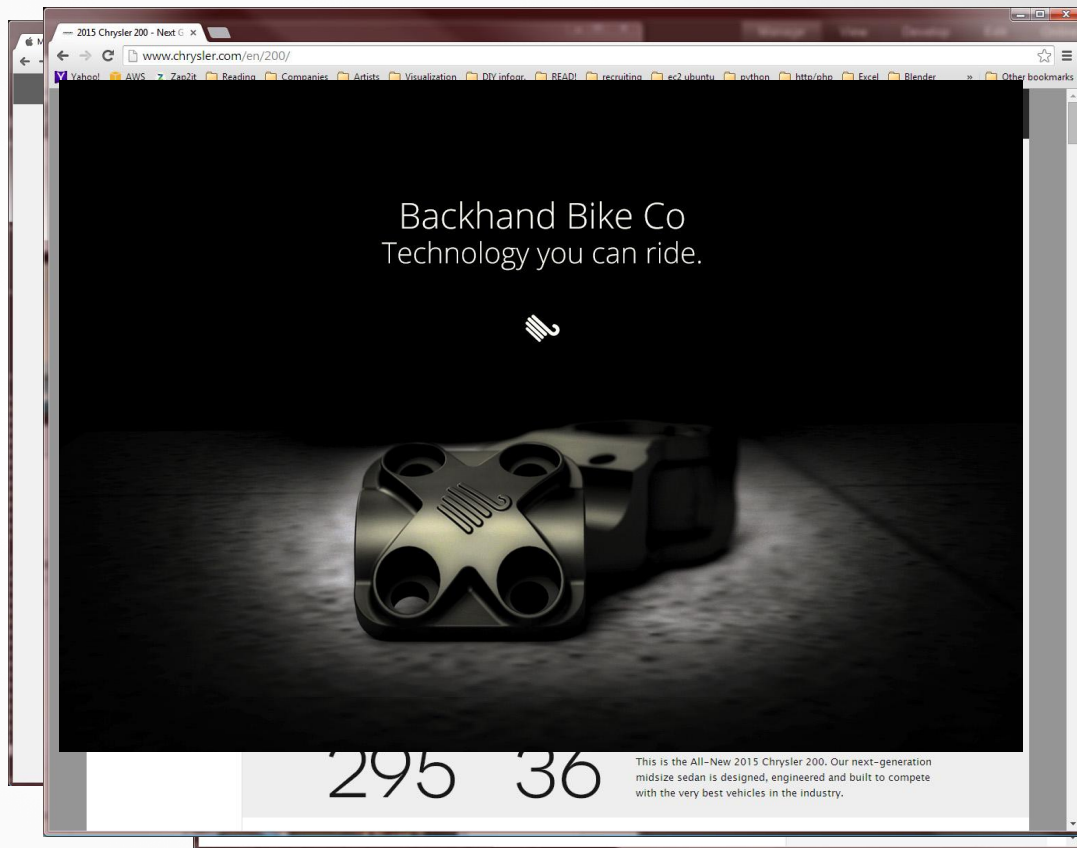 2015 Chrysler 200 - Next G
www.chrysler.com/en/200/
Yahoo! AWS Zap2it Reading Companies Artists Visualization DIY infogr. READ! recruiting ec2 ubuntu python http/php Excel Blender » Other bookmarks
Backhand Bike Co
Technology you can ride.
295 36
This is the All-New 2015 Chrysler 200. Our next-generation
midsize sedan is designed, engineered and built to compete
with the very best vehicles in the industry.